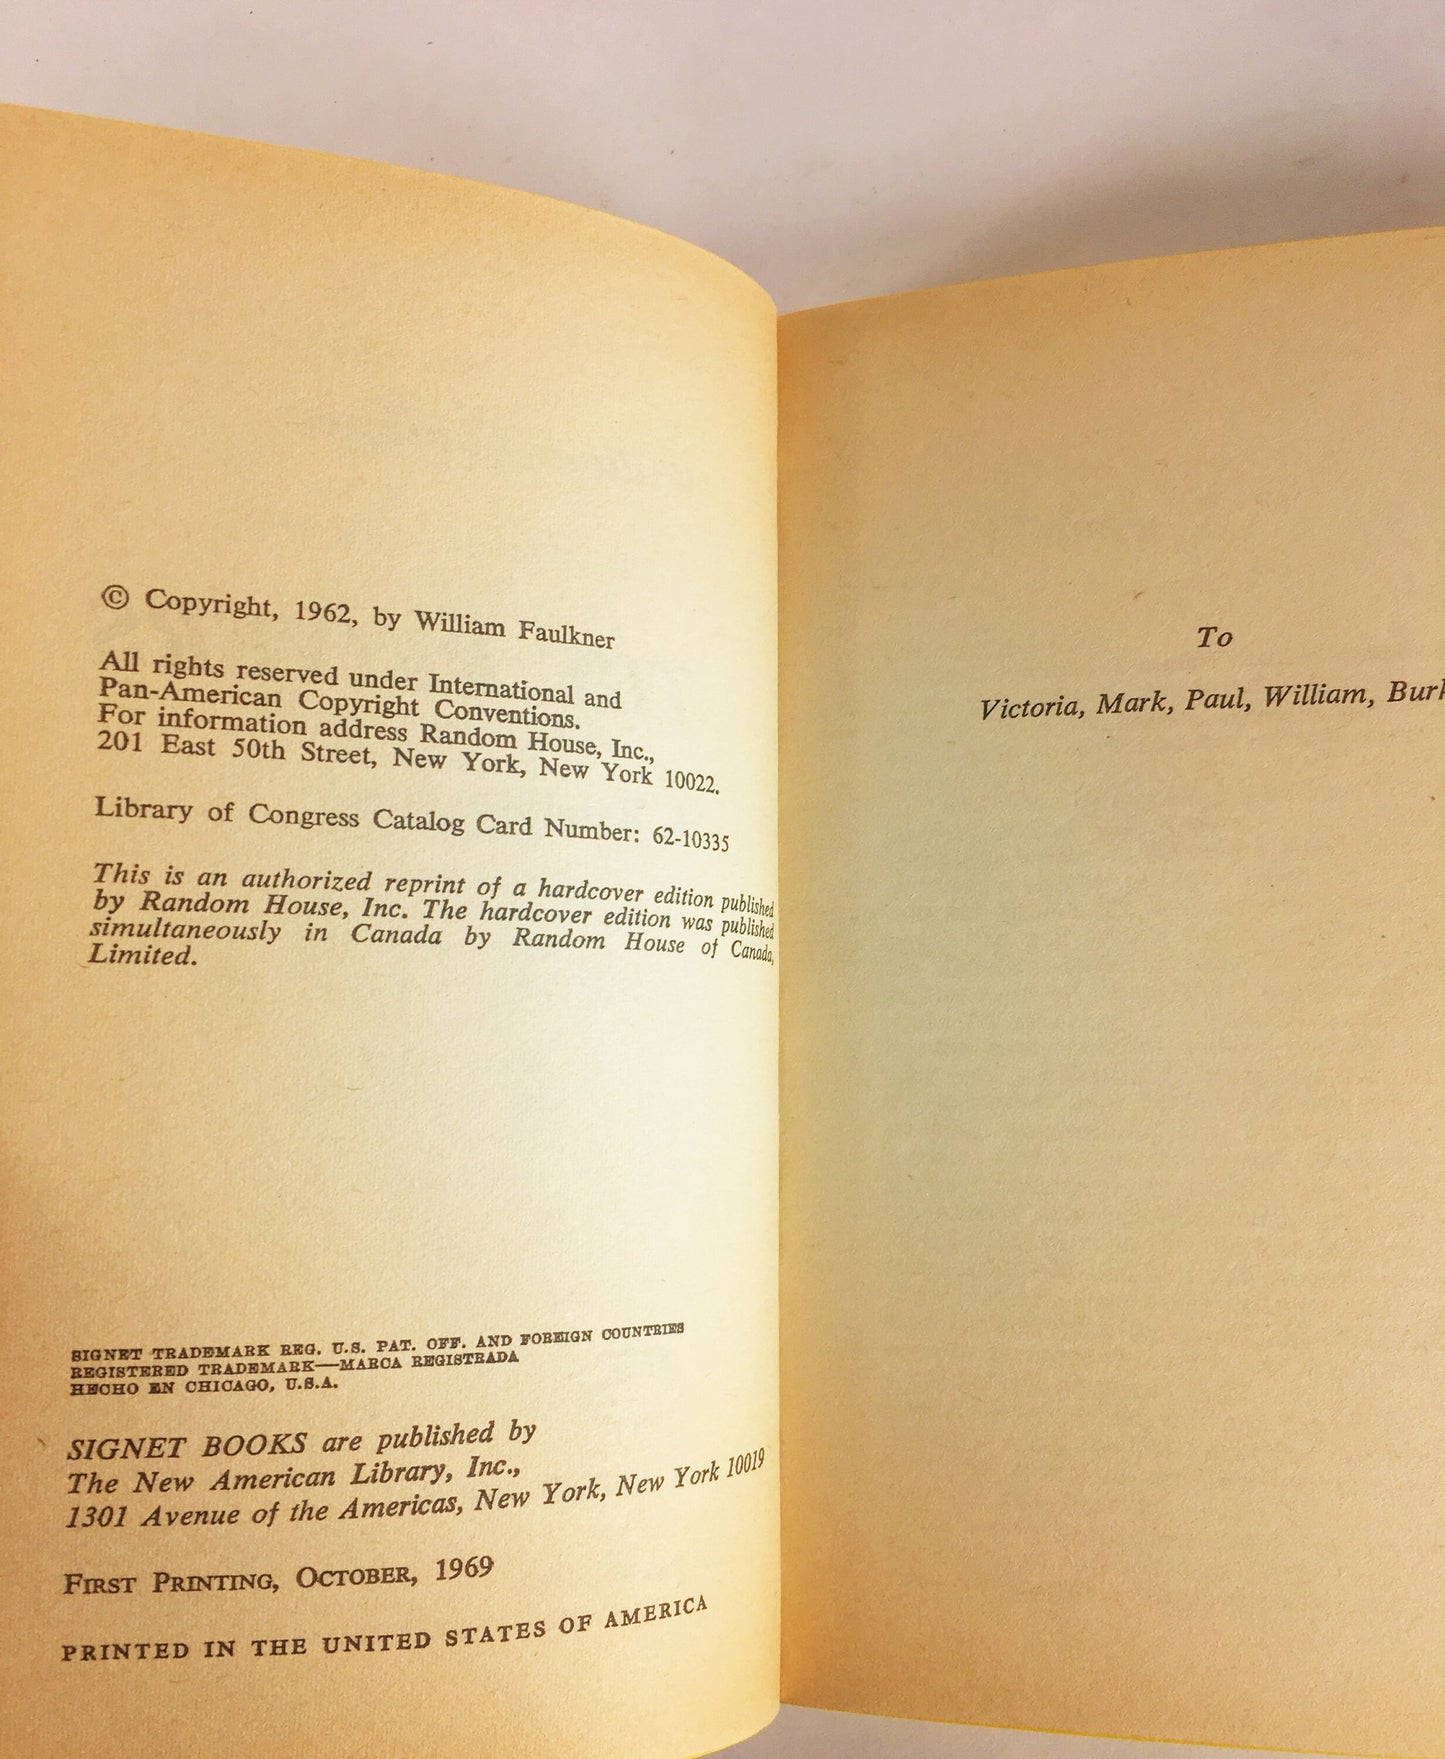 © Copyright, 1962, by William Faulkner
All rights reserved under International and
Pan-American Copyright Conventions.
For information address Random House, Inc.,
201 East 50th Street, New York, New York 10022.
Library of Congress Catalog Card Number: 62-10335
This is an authorized reprint of a hardcover edition published
by Random House, Inc. The hardcover edition was published
simultaneously in Canada by Random House of Canada,
Limited.
SIGNET TRADEMARK REG. U.S. PAT. OFF. AND FOREIGN COUNTRIES
REGISTERED TRADEMARK—MARCA REGISTRADA
HECHO EN CHICAGO, U.S.A.
SIGNET BOOKS are published by
The New American Library, Inc.,
1301 Avenue of the Americas, New York, New York 10019
FIRST PRINTING, OCTOBER, 1969
PRINTED IN THE UNITED STATES OF AMERICA
To
Victoria, Mark, Paul, William,